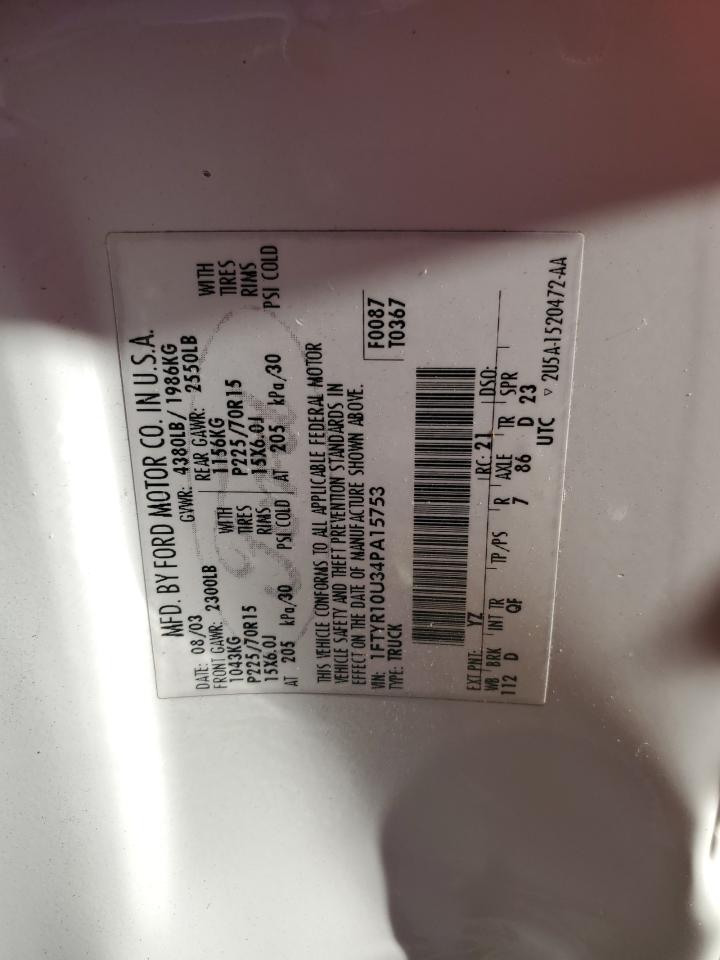 MFD. BY FORD MOTOR CO. IN U.S.A.
DATE: 08/03 GVWR: 4380LB/ 1986KG
FRONT GAWR: 2300LB REAR GAWR: 2550LB
1043KG WITH 1156KG WITH
P225/70R15 TIRES P225/70R15 TIRES
15X6.0J RIMS 15X6.0J RIMS
AT 205 kPa/30 PSI COLD AT 205 kPa/30 PSI COLD
THIS VEHICLE CONFORMS TO ALL APPLICABLE FEDERAL MOTOR
VEHICLE SAFETY AND THEFT PREVENTION STANDARDS IN
EFFECT ON THE DATE OF MANUFACTURE SHOWN ABOVE.
VIN: 1FTYR10U34PA15753 F0087
TYPE: TRUCK T0367
EXT PNT: YZ RC: 21 DSO:
WB BRK INT TR TP/PS R AXLE TR SPR
112 D QF 7 86 D 23
UTC ▽ 2U5A-1520472-AA